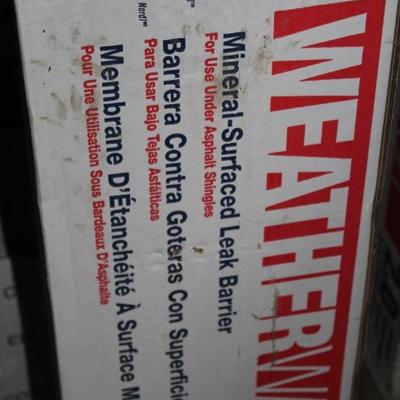 WEATHERW
Mineral-Surfaced Leak Barrier
For Use Under Asphalt Shingles
Barrera Contra Goteras Con Superfici
Para Usar Bajo Tejas Asfálticas
Membrane D'Étanchéité À Surface M
Pour Une Utilisation Sous Bardeaux D'Asphalte